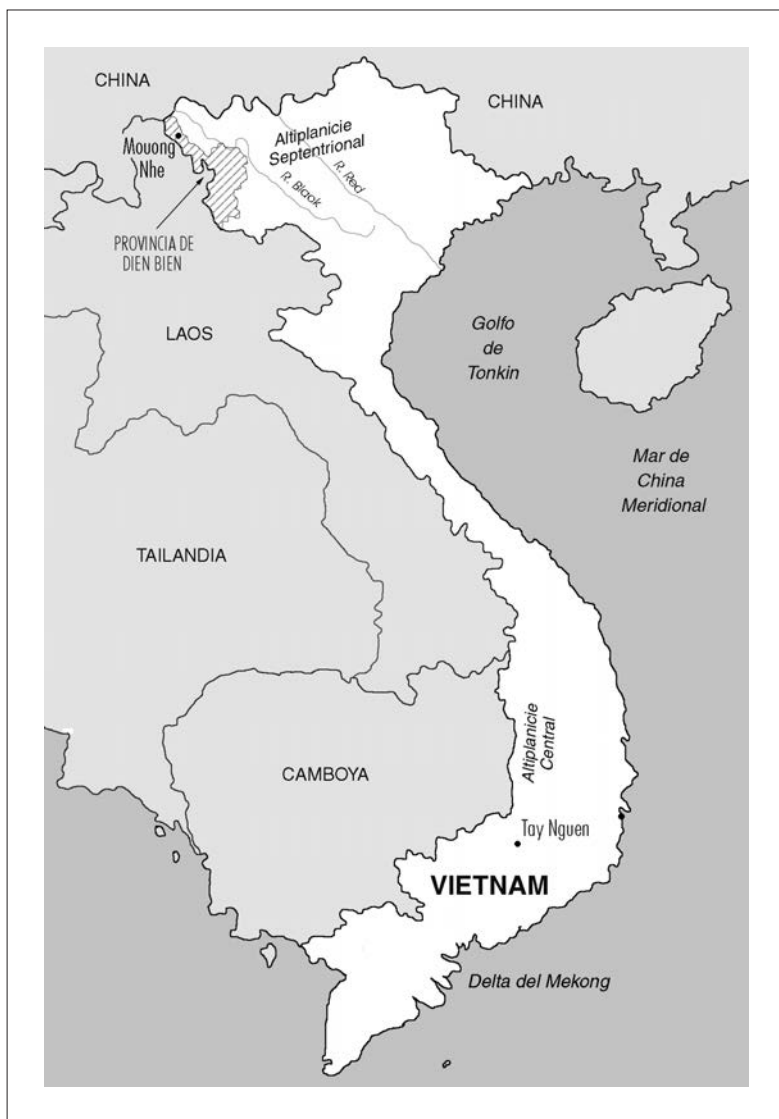 CHINA
CHINA
Altiplanicie
Septentrional
Mouong
Nhe
R. Blaok
R. Red
PROVINCIA DE
DIEN BIEN
LAOS
Golfo
de
Tonkin
Mar de
China
Meridional
TAILANDIA
Altiplanicie
Central
CAMBOYA
Tay Nguen
VIETNAM
Delta del Mekong